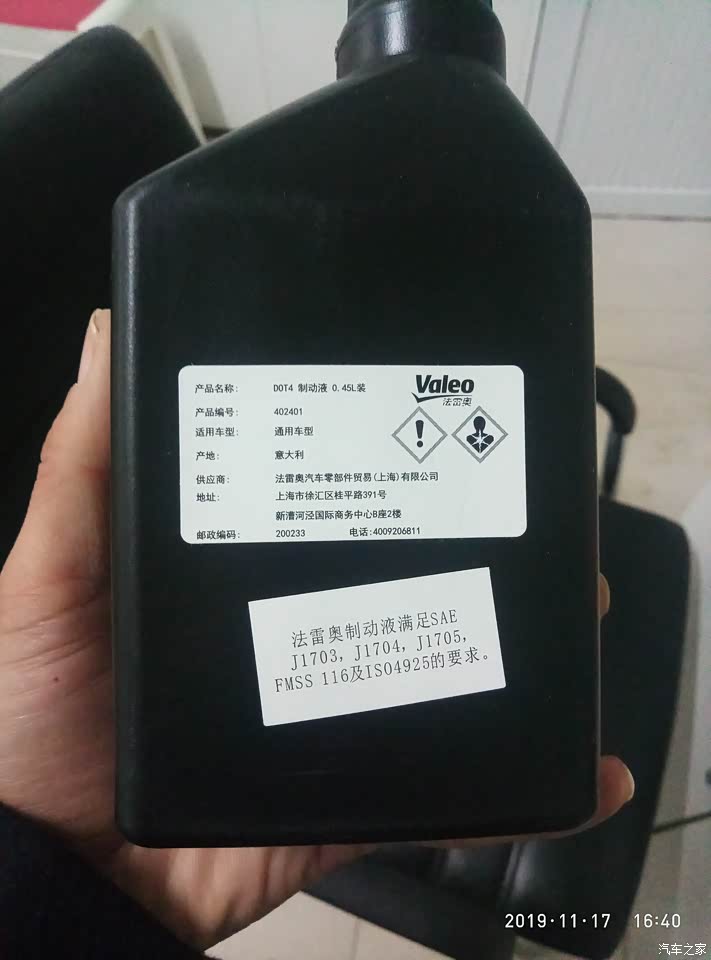 Valeo
法雷奥
产品名称: DOT4 制动液 0.45L装
产品编号: 402401
适用车型: 通用车型
产地: 意大利
供应商: 法雷奥汽车零部件贸易(上海)有限公司
地址: 上海市徐汇区桂平路391号
新漕河泾国际商务中心B座2楼
邮政编码: 200233 电话:4009206811
法雷奥制动液满足SAE
J1703, J1704, J1705,
FMSS 116及ISO4925的要求。
2019·11·17 16:40
汽车之家